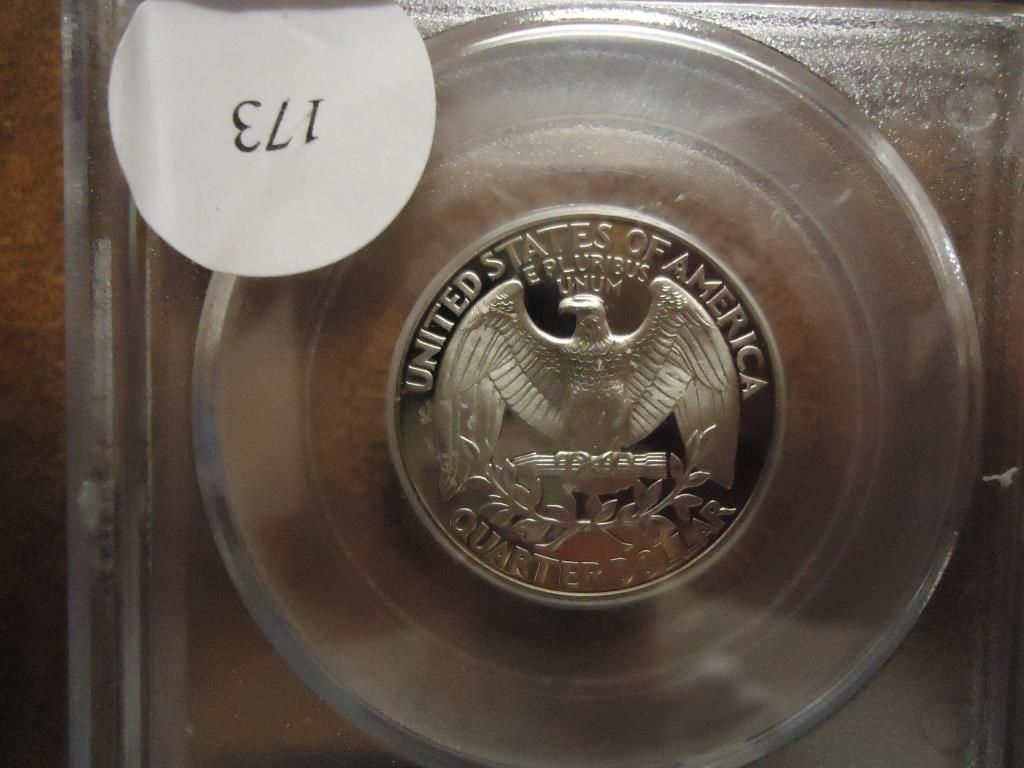 173
UNITED STATES OF AMERICA
E PLURIBUS
UNUM
QUARTER DOLLAR